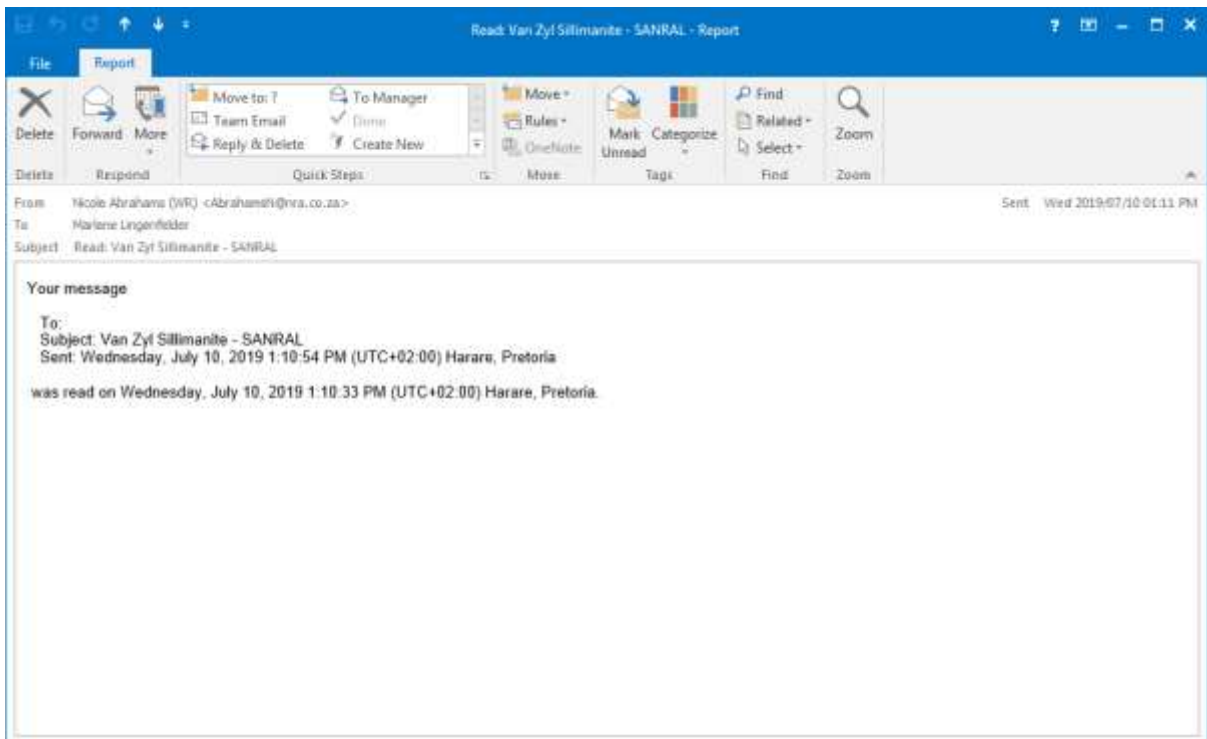 Read: Van Zyl Sillimanite - SANRAL - Report
File Report
Move to: ? To Manager Move Find
Team Email Done Rules Related
Delete Forward More Reply & Delete Create New OneNote Mark Unread Categorize Select Zoom
Delete Respond Quick Steps Move Tags Find Zoom
From Nicole Abrahams (WR) Sent Wed 2019/07/10 01:11 PM
To Marlene Lingenfelder
Subject Read: Van Zyl Sillimanite - SANRAL
Your message
To:
Subject: Van Zyl Sillimanite - SANRAL
Sent: Wednesday, July 10, 2019 1:10:54 PM (UTC+02:00) Harare, Pretoria
was read on Wednesday, July 10, 2019 1:10:33 PM (UTC+02:00) Harare, Pretoria.